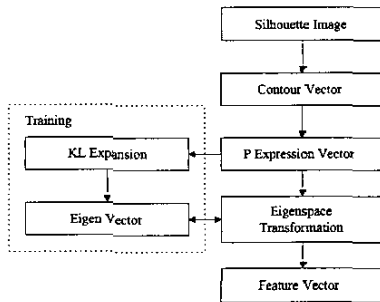 Silhouette Image
Contour Vector
Training
KL Expansion
P Expression Vector
Eigen Vector
Eigenspace
Transformation
Feature Vector